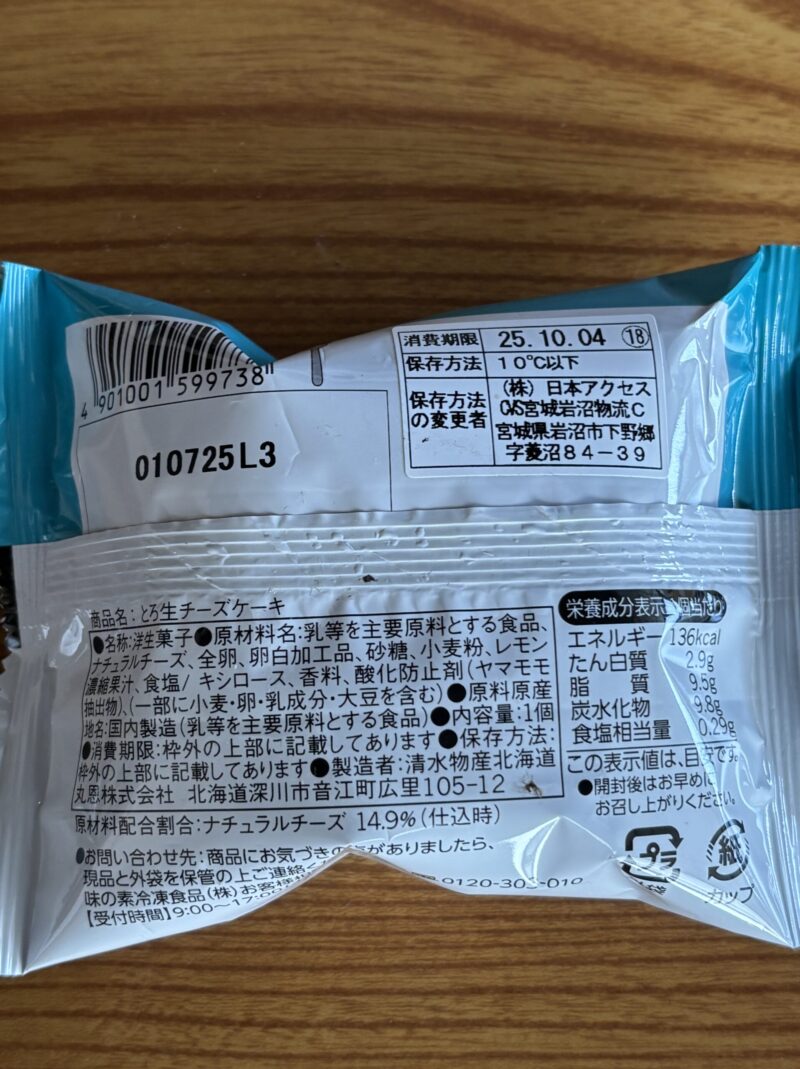 4 901001 599738
010725L3
消費期限 25.10.04 ⑱
保存方法 10℃以下
保存方法の変更者 (株)日本アクセス
CVS宮城岩沼物流C
宮城県岩沼市下野郷
字菱沼84-39
商品名:とろ生チーズケーキ
●名称:洋生菓子●原材料名:乳等を主要原料とする食品、
ナチュラルチーズ、全卵、卵白加工品、砂糖、小麦粉、レモン
濃縮果汁、食塩/キシロース、香料、酸化防止剤(ヤマモモ
抽出物)、(一部に小麦・卵・乳成分・大豆を含む)●原料原産
地名:国内製造(乳等を主要原料とする食品)●内容量:1個
●消費期限:枠外の上部に記載してあります●保存方法:
枠外の上部に記載してあります●製造者:清水物産北海道
丸恩株式会社 北海道深川市音江町広里105-12
原材料配合割合:ナチュラルチーズ 14.9%(仕込時)
●お問い合わせ先:商品にお気づきの点がありましたら、
現品と外袋を保管の上ご連絡く
味の素冷凍食品(株)お客様
0120-303-010
【受付時間】9:00～17:00
栄養成分表示 1個当たり
エネルギー 136kcal
たん白質 2.9g
脂質 9.5g
炭水化物 9.8g
食塩相当量 0.29g
この表示値は、目安です。
●開封後はお早めに
お召し上がりください。
プラ
袋
紙
カップ